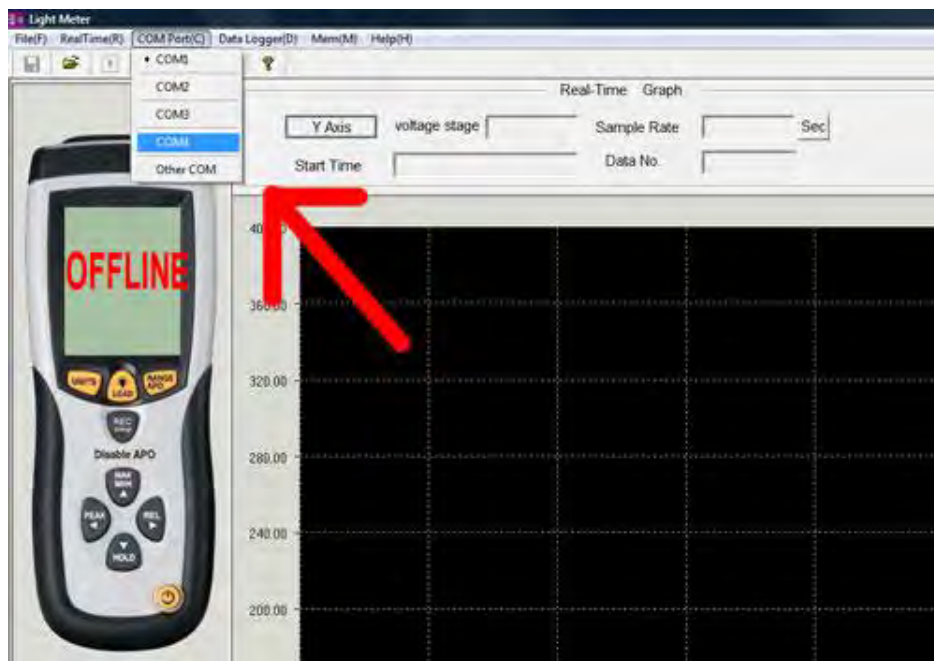 Light Meter
File(F) RealTime(R) COM Port(C) Data Logger(D) Mem(M) Help(H)
COM1
COM2
COM3
COM4
Other COM
Real-Time Graph
Y Axis voltage stage Sample Rate Sec
Start Time Data No.
OFFLINE
360.00
320.00
280.00
240.00
200.00
UNITS LOAD RANGE APO
REC
Disable APO
MAX
MIN
PEAK REL
HOLD